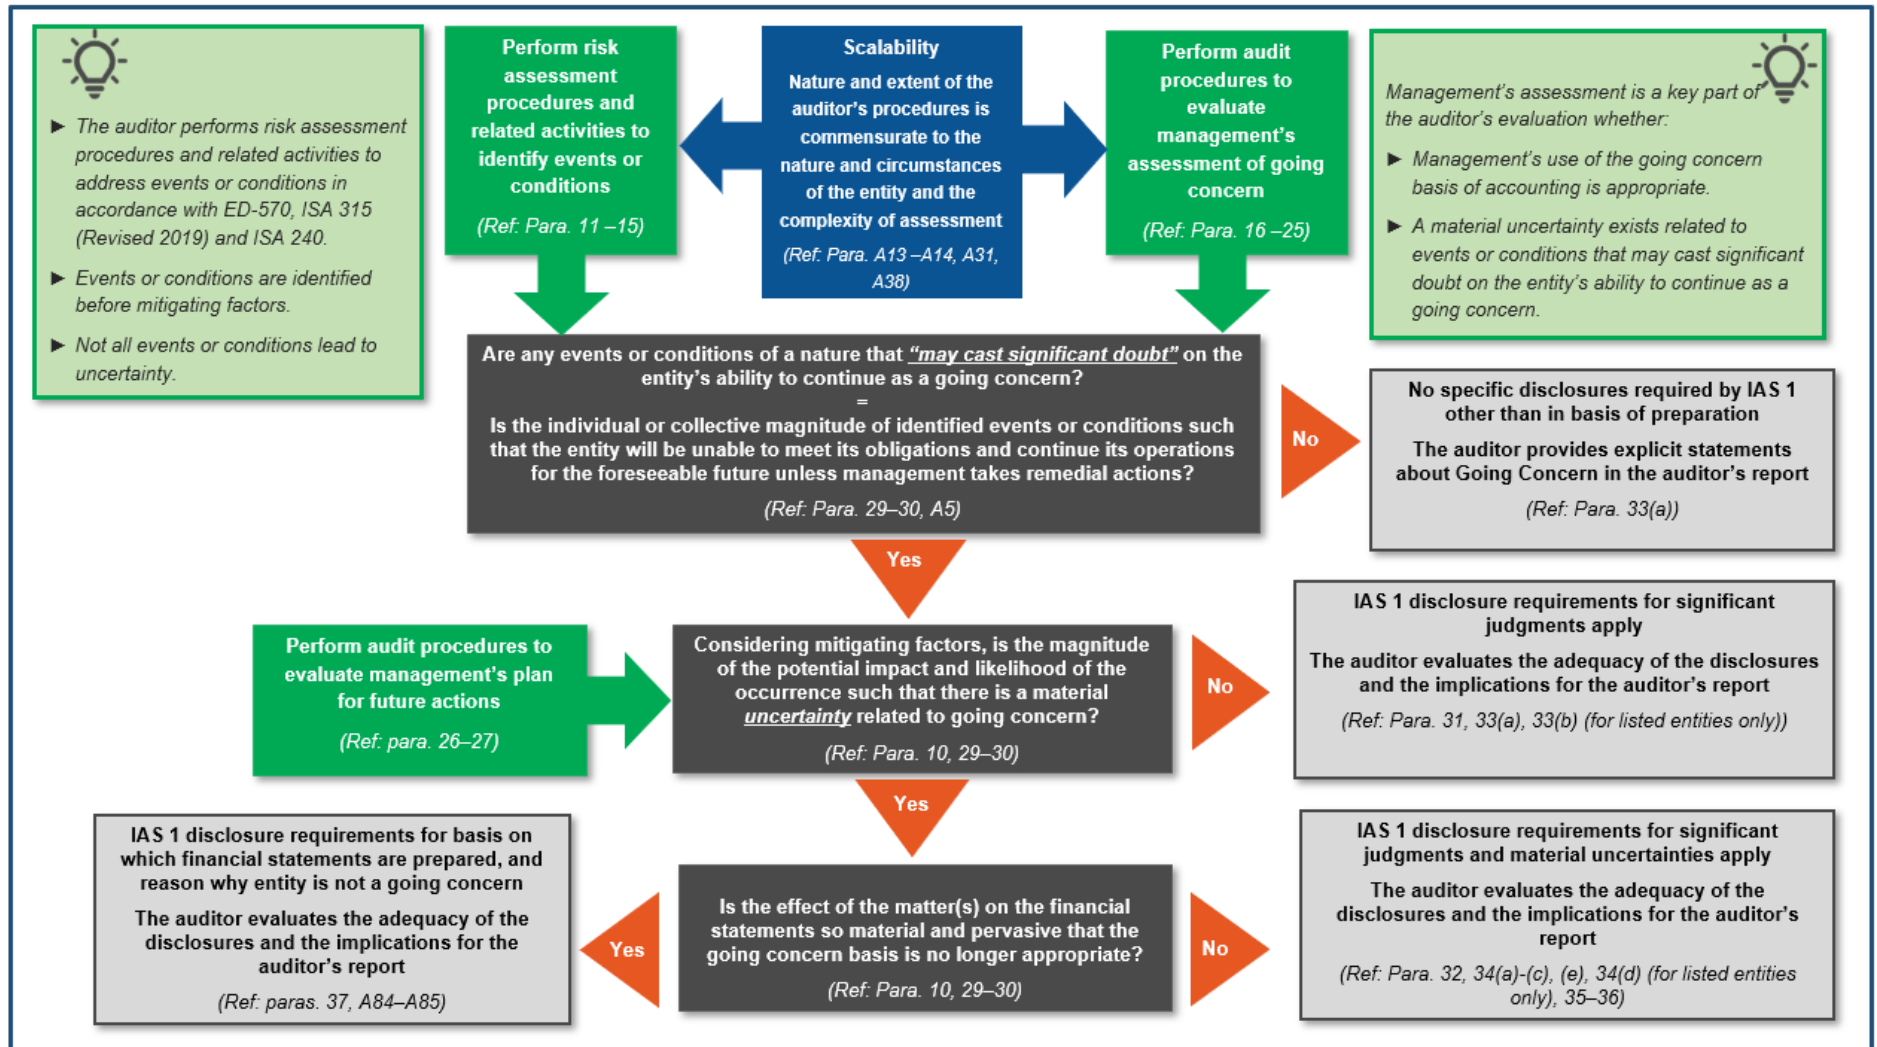 ► The auditor performs risk assessment
procedures and related activities to
address events or conditions in
accordance with ED-570, ISA 315
(Revised 2019) and ISA 240.
► Events or conditions are identified
before mitigating factors.
► Not all events or conditions lead to
uncertainty.
Perform risk
assessment
procedures and
related activities to
identify events or
conditions
(Ref: Para. 11 –15)
Scalability
Nature and extent of the
auditor's procedures is
commensurate to the
nature and circumstances
of the entity and the
complexity of assessment
(Ref: Para. A13 –A14, A31,
A38)
Perform audit
procedures to
evaluate
management's
assessment of going
concern
(Ref: Para. 16 –25)
Management's assessment is a key part of
the auditor's evaluation whether:
► Management's use of the going concern
basis of accounting is appropriate.
► A material uncertainty exists related to
events or conditions that may cast significant
doubt on the entity's ability to continue as a
going concern.
Are any events or conditions of a nature that "may cast significant doubt" on the
entity's ability to continue as a going concern?
=
Is the individual or collective magnitude of identified events or conditions such
that the entity will be unable to meet its obligations and continue its operations
for the foreseeable future unless management takes remedial actions?
(Ref: Para. 29–30, A5)
No
No specific disclosures required by IAS 1
other than in basis of preparation
The auditor provides explicit statements
about Going Concern in the auditor's report
(Ref: Para. 33(a))
Yes
Perform audit procedures to
evaluate management's plan
for future actions
(Ref: para. 26–27)
Considering mitigating factors, is the magnitude
of the potential impact and likelihood of the
occurrence such that there is a material
uncertainty related to going concern?
(Ref: Para. 10, 29–30)
No
IAS 1 disclosure requirements for significant
judgments apply
The auditor evaluates the adequacy of the disclosures
and the implications for the auditor's report
(Ref: Para. 31, 33(a), 33(b) (for listed entities only))
Yes
IAS 1 disclosure requirements for basis on
which financial statements are prepared, and
reason why entity is not a going concern
The auditor evaluates the adequacy of the
disclosures and the implications for the
auditor's report
(Ref: paras. 37, A84–A85)
Yes
Is the effect of the matter(s) on the financial
statements so material and pervasive that the
going concern basis is no longer appropriate?
(Ref: Para. 10, 29–30)
No
IAS 1 disclosure requirements for significant
judgments and material uncertainties apply
The auditor evaluates the adequacy of the
disclosures and the implications for the auditor's
report
(Ref: Para. 32, 34(a)-(c), (e), 34(d) (for listed entities
only), 35–36)